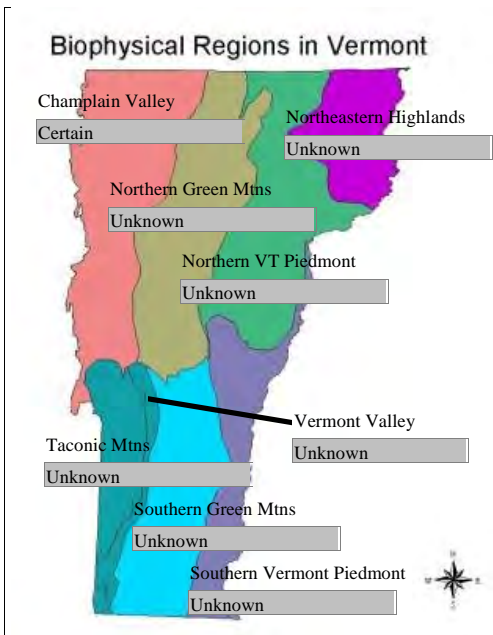 Biophysical Regions in Vermont
Champlain Valley
Certain
Northeastern Highlands
Unknown
Northern Green Mtns
Unknown
Northern VT Piedmont
Unknown
Vermont Valley
Unknown
Taconic Mtns
Unknown
Southern Green Mtns
Unknown
Southern Vermont Piedmont
Unknown